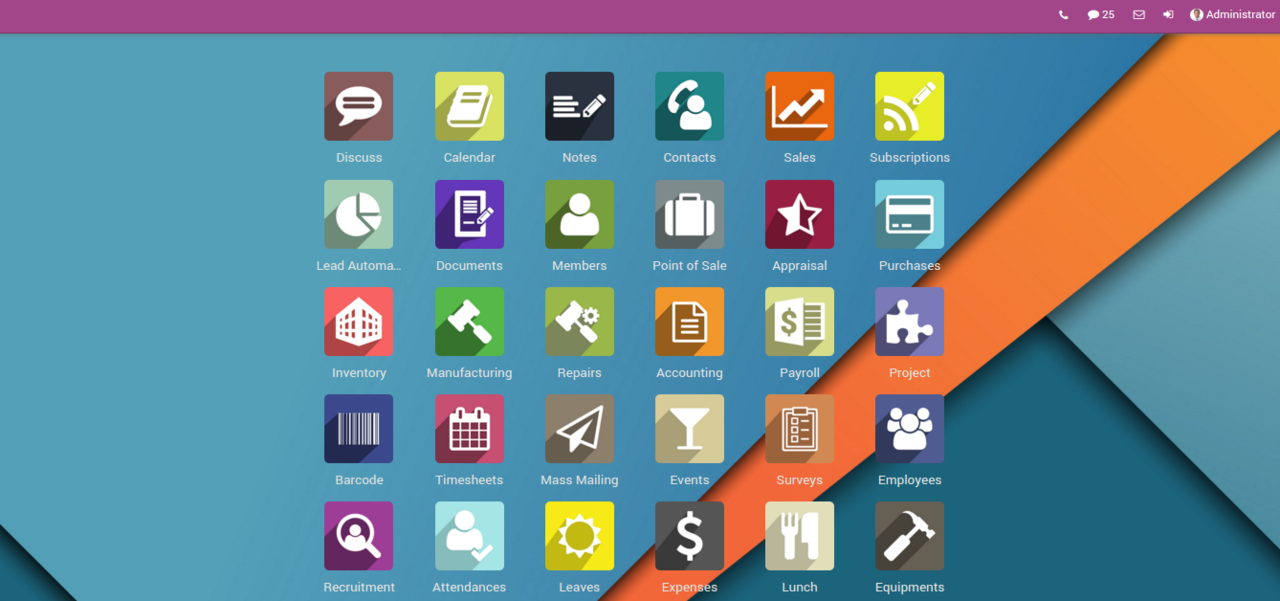 25 Administrator
Discuss Calendar Notes Contacts Sales Subscriptions
Lead Automa... Documents Members Point of Sale Appraisal Purchases
Inventory Manufacturing Repairs Accounting Payroll Project
Barcode Timesheets Mass Mailing Events Surveys Employees
Recruitment Attendances Leaves Expenses Lunch Equipments